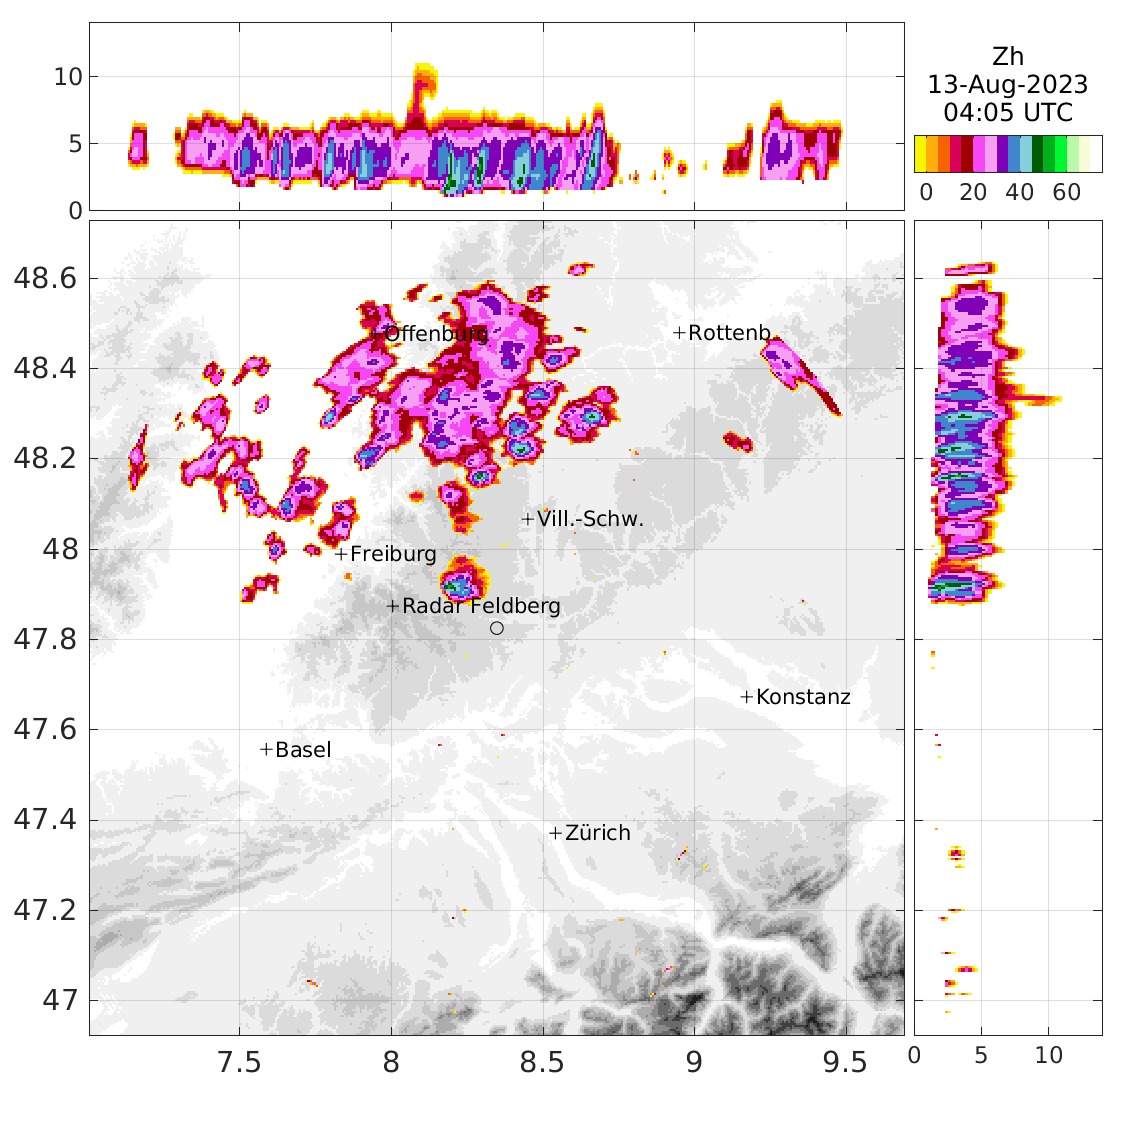 Zh
13-Aug-2023
04:05 UTC
0 20 40 60
10
5
0
48.6
48.4
48.2
48
47.8
47.6
47.4
47.2
47
+Offenburg
+Rottenb.
+Vill.-Schw.
+Freiburg
+Radar Feldberg
+Konstanz
+Basel
+Zürich
7.5 8 8.5 9 9.5
0 5 10